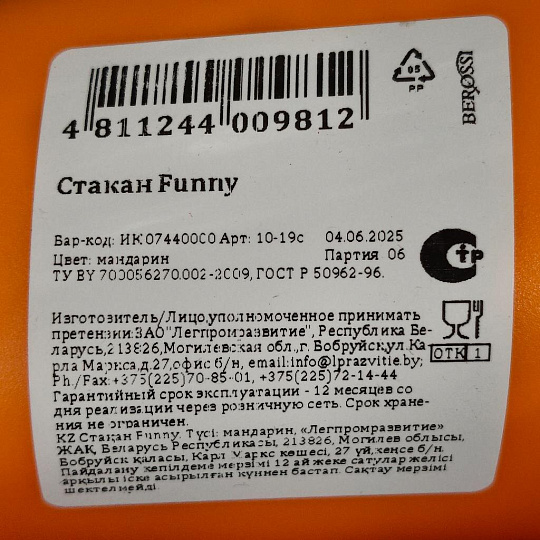 4 811244 009812
05
PP
BEROSSI
Стакан Funny
Бар-код: ИК07440000 Арт: 10-19с 04.06.2025
Цвет: мандарин Партия 06
ТУ BY 700056270.002-2009, ГОСТ Р 50962-96.
Изготовитель/Лицо,уполномоченное принимать
претензии:ЗАО"Легпромразвитие", Республика Бе-
ларусь,213826,Могилевская обл.,г. Бобруйск,ул.Ка
рла Маркса,д.27,офис б/н, email:info@lprazvitie.by;
Ph./Fax:+375(225)70-85-01, +375(225)72-14-44
Гарантийный срок эксплуатации - 12 месяцев со
дня реализации через розничную сеть. Срок хране-
ния не ограничен.
ОТК 1
KZ Стақан Funny. Түсі: мандарин, «Легпромразвитие»
ЖАҚ, Беларусь Республикасы, 213826, Могилев облысы,
Бобруйск қаласы, Карл Маркс көшесі, 27 үй,кеңсе б/н.
Пайдалану кепілдеме мерзімі 12 ай жеке сатулар желісі
арқылы іске асырылған күннен бастап. Сақтау мерзімі
шектелмейді.